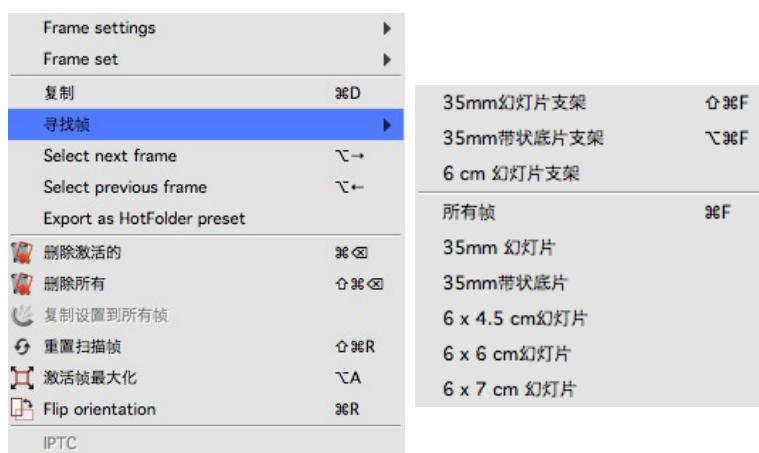 Frame settings
Frame set
复制 ⌘D
寻找帧
Select next frame ⌥→
Select previous frame ⌥←
Export as HotFolder preset
删除激活的 ⌘⌫
删除所有 ⇧⌘⌫
复制设置到所有帧
重置扫描帧 ⇧⌘R
激活帧最大化 ⌥A
Flip orientation ⌘R
IPTC
35mm幻灯片支架 ⇧⌘F
35mm带状底片支架 ⌥⌘F
6 cm 幻灯片支架
所有帧 ⌘F
35mm 幻灯片
35mm带状底片
6 x 4.5 cm幻灯片
6 x 6 cm幻灯片
6 x 7 cm 幻灯片